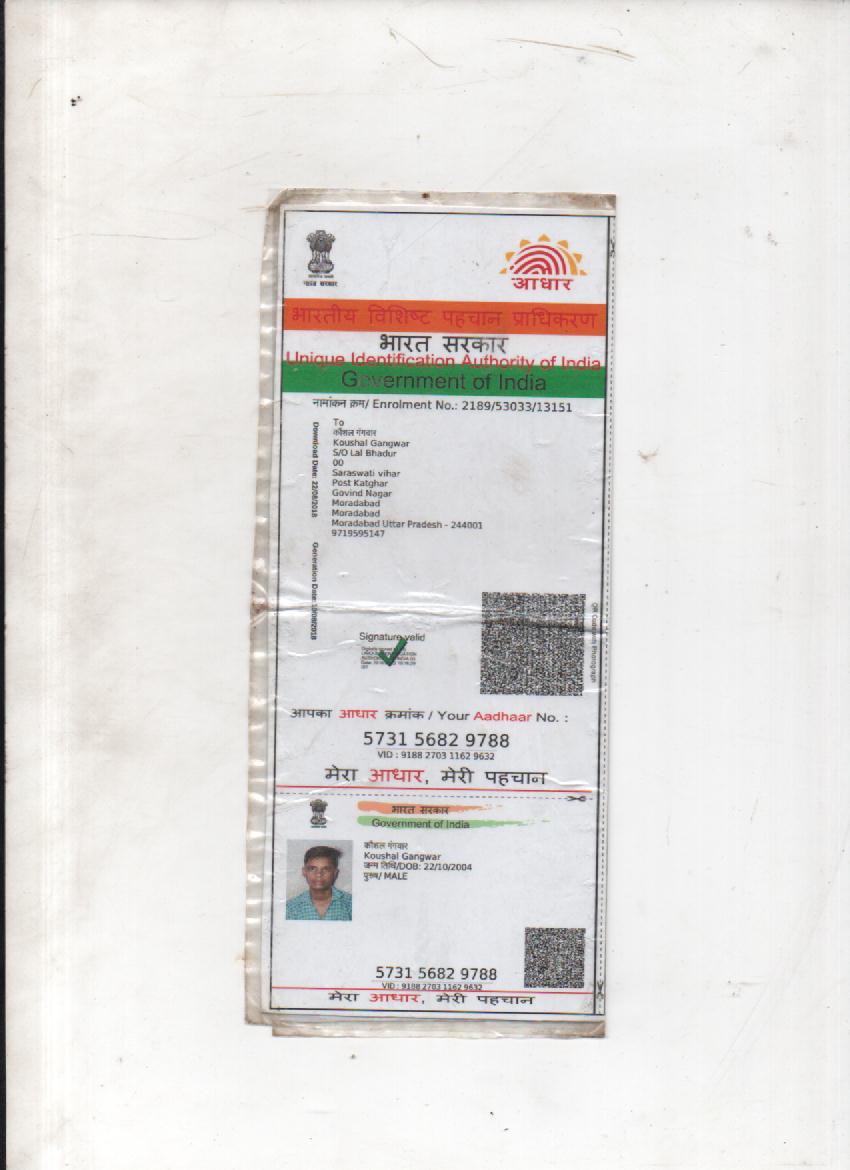 भारत सरकार
आधार
भारतीय विशिष्ट पहचान प्राधिकरण
भारत सरकार
Unique Identification Authority of India
Government of India
नामांकन क्रम/ Enrolment No.: 2189/53033/13151
Download Date: 22/08/2018
Generation Date:
To
कौशल गंगवार
Koushal Gangwar
S/O Lal Bhadur
00
Saraswati vihar
Post Katghar
Govind Nagar
Moradabad
Moradabad
Moradabad Uttar Pradesh - 244001
9719595147
Signature valid
आपका आधार क्रमांक / Your Aadhaar No. :
5731 5682 9788
VID : 9188 2703 1162 9632
मेरा आधार, मेरी पहचान
भारत सरकार
Government of India
कौशल गंगवार
Koushal Gangwar
जन्म तिथि/DOB: 22/10/2004
पुरुष/ MALE
5731 5682 9788
VID : 9188 2703 1162 9632
मेरा आधार, मेरी पहचान